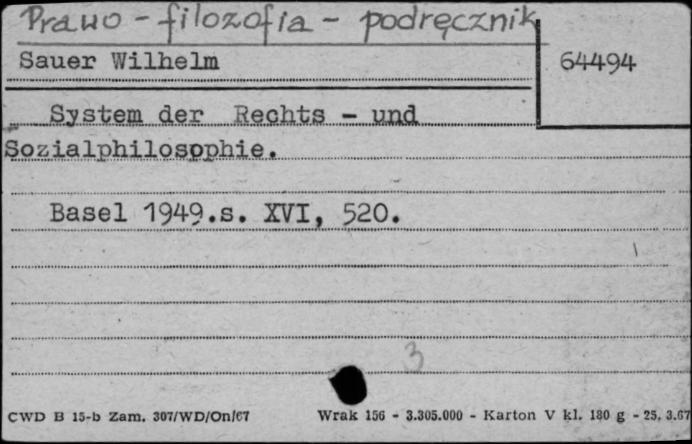 Prawo - filozofia - podręcznik
Sauer Wilhelm
64494
System der Rechts - und
Sozialphilosophie.
Basel 1949.s. XVI, 520.
3
CWD B 15-b Zam. 307/WD/On/67
Wrak 156 - 3.305.000 - Karton V kl. 180 g - 25. 3.67